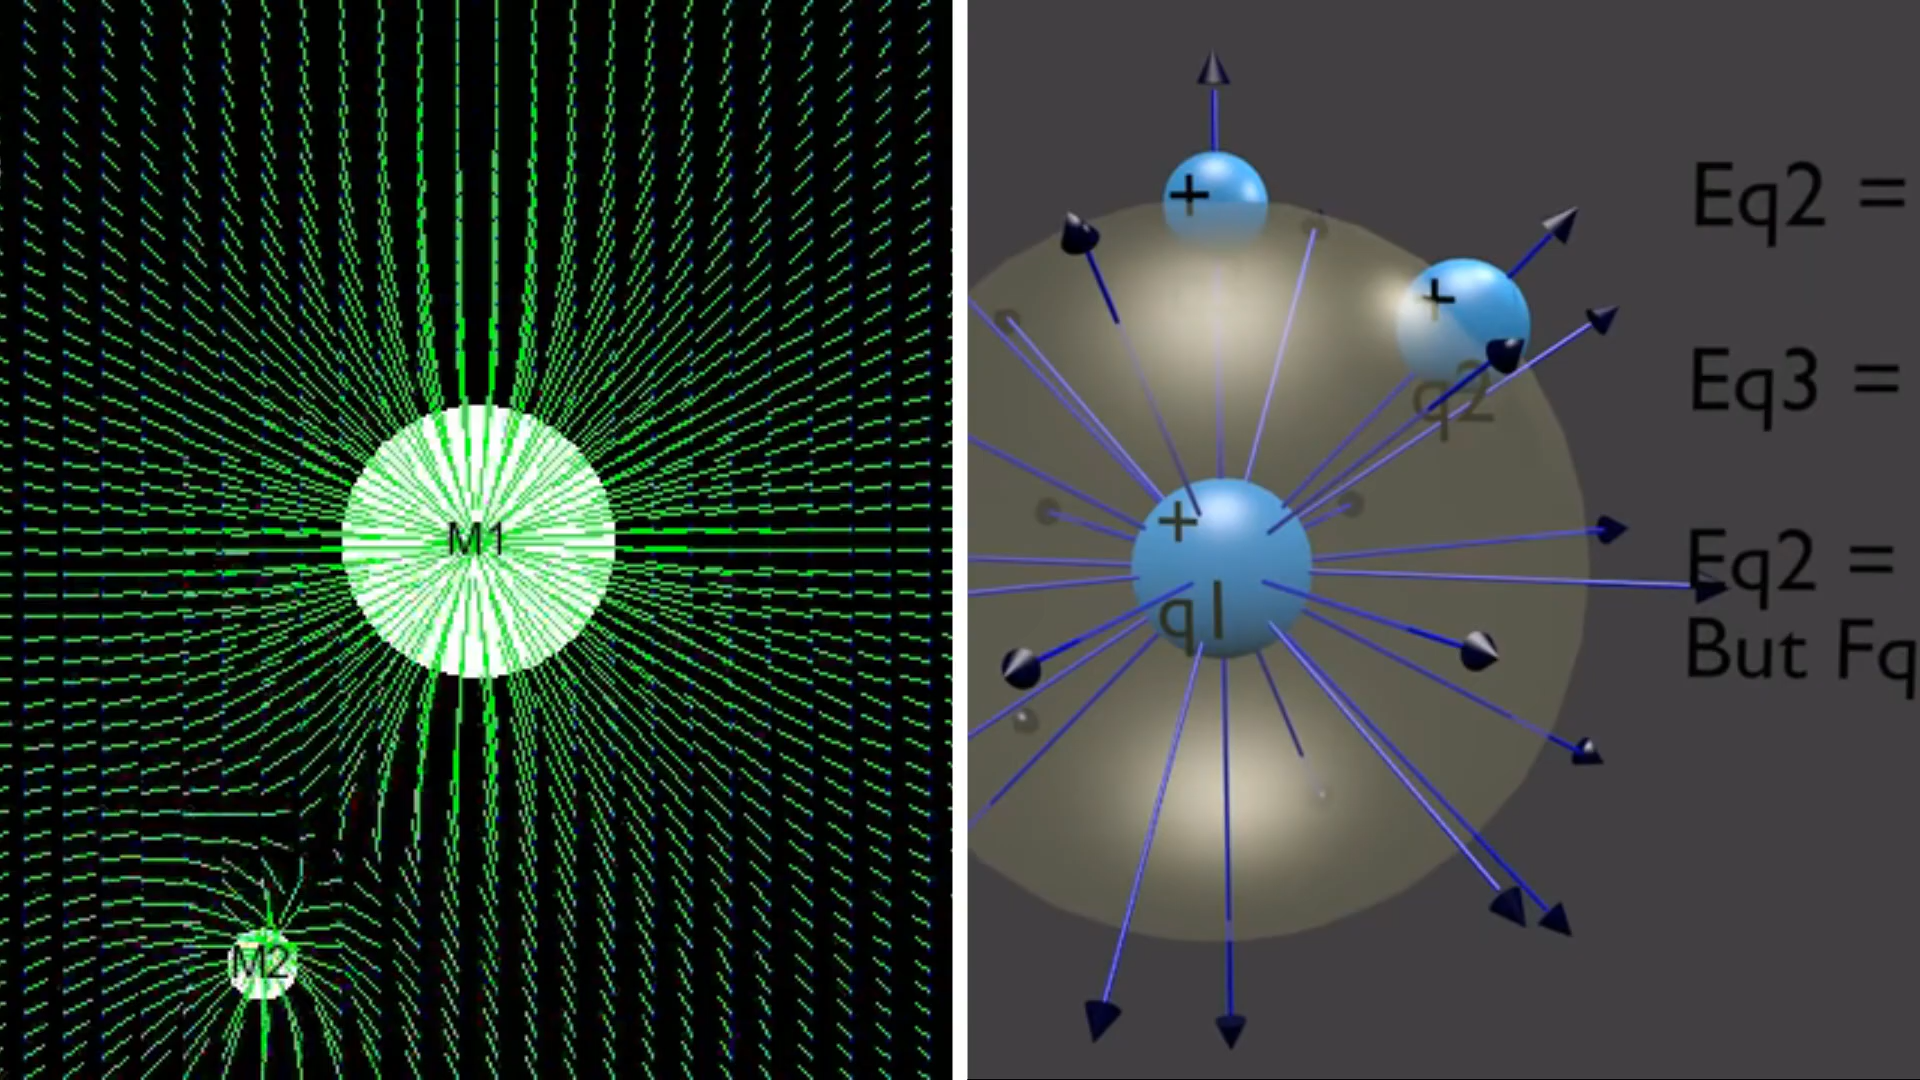 M1
M2
+
+
q2
+
q1
Eq2 =
Eq3 =
Eq2 =
But Fq